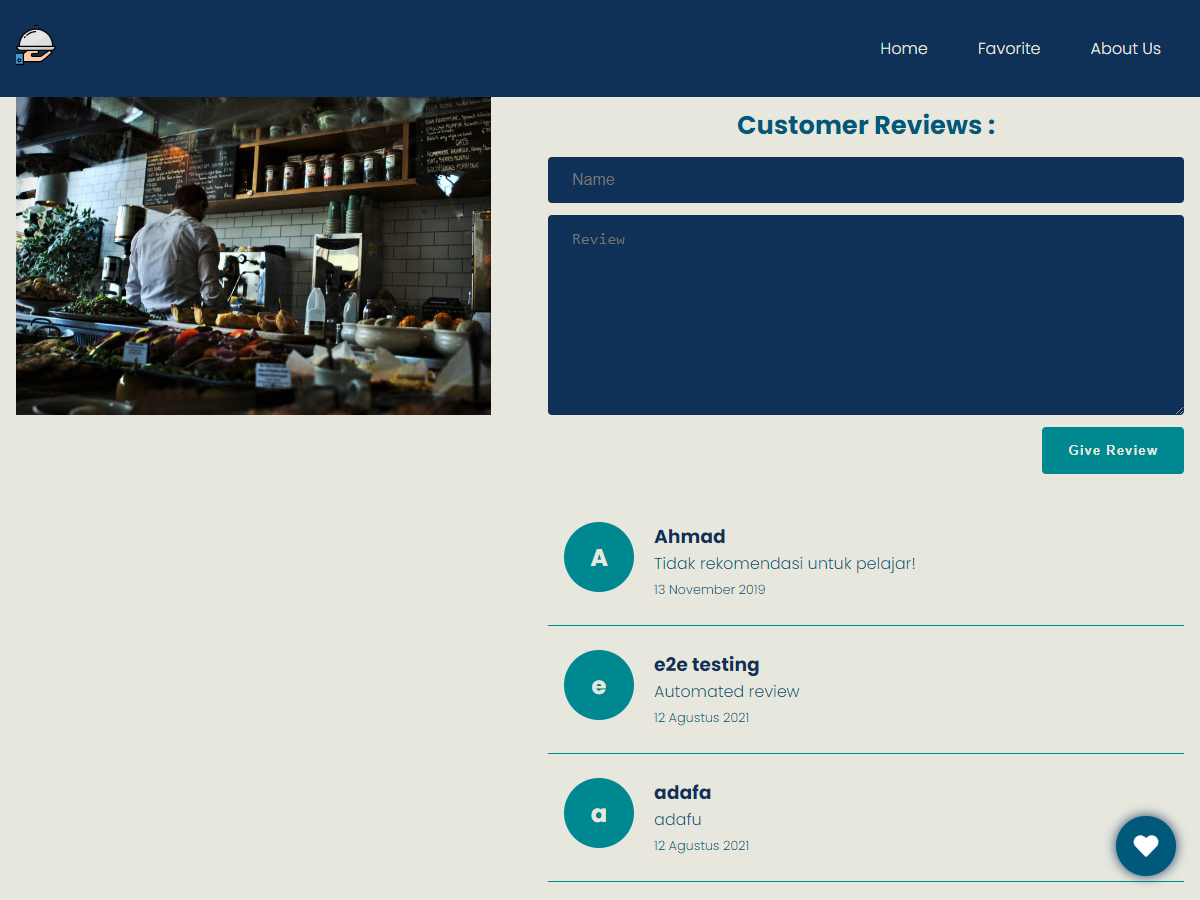 Home
Favorite
About Us
Customer Reviews :
Name
Review
Give Review
A
Ahmad
Tidak rekomendasi untuk pelajar!
13 November 2019
e
e2e testing
Automated review
12 Agustus 2021
a
adafa
adafu
12 Agustus 2021